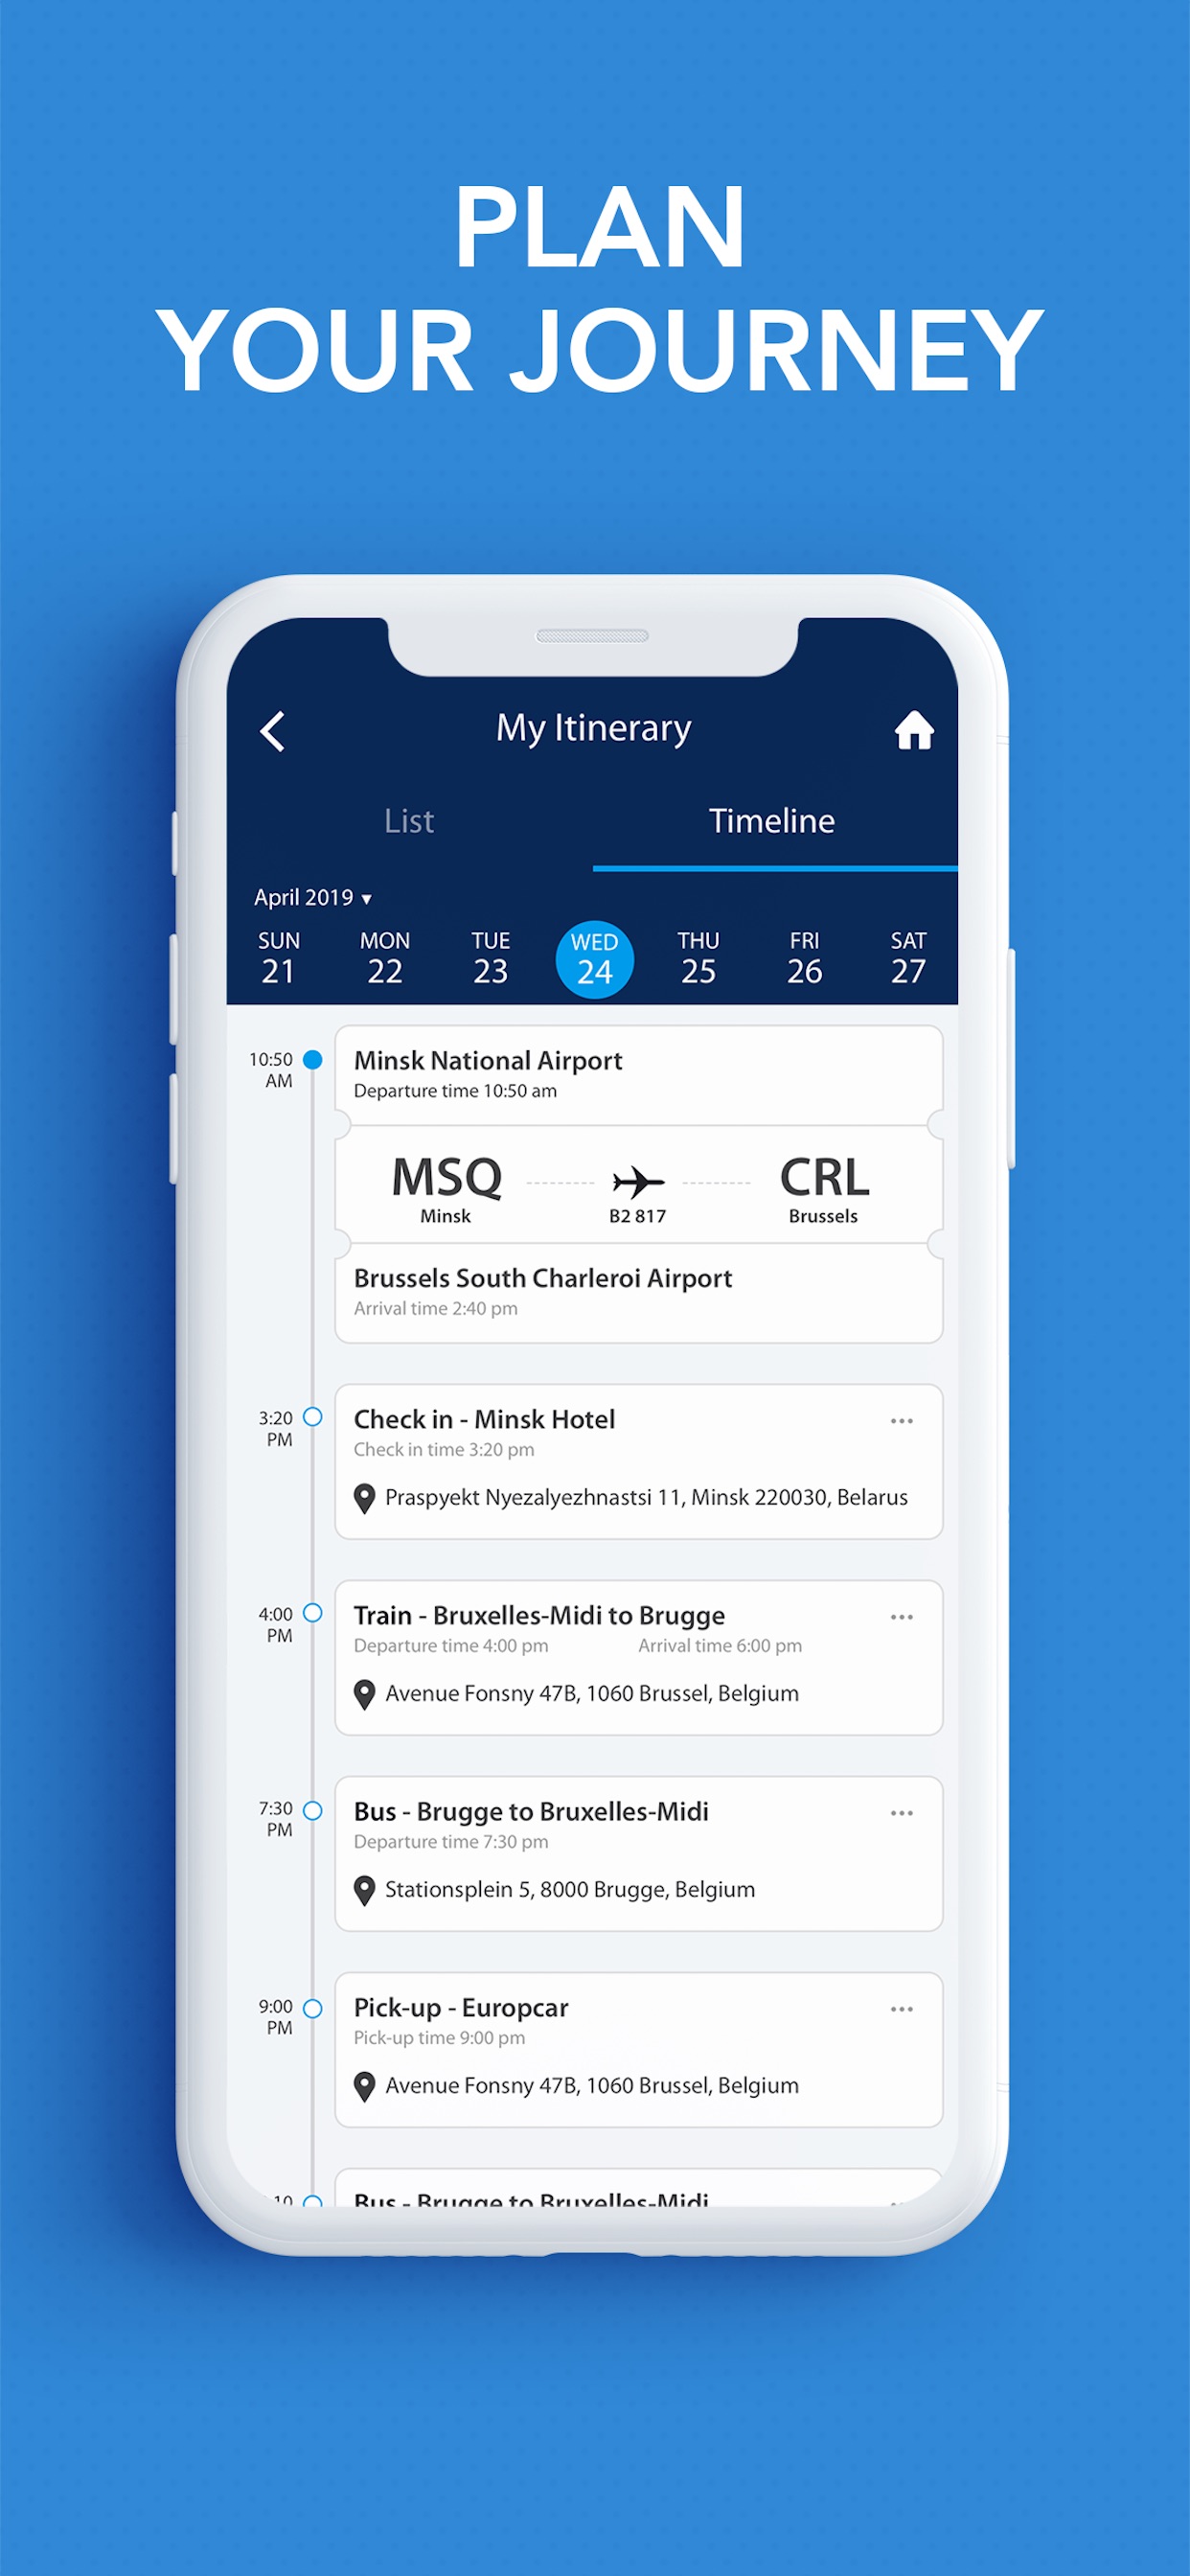 PLAN
YOUR JOURNEY
My Itinerary
List Timeline
April 2019 ▾
SUN MON TUE WED THU FRI SAT
21 22 23 24 25 26 27
10:50 AM
Minsk National Airport
Departure time 10:50 am
MSQ CRL
Minsk B2 817 Brussels
Brussels South Charleroi Airport
Arrival time 2:40 pm
3:20 PM
Check in - Minsk Hotel
Check in time 3:20 pm
Praspyekt Nyezalyezhnastsi 11, Minsk 220030, Belarus
4:00 PM
Train - Bruxelles-Midi to Brugge
Departure time 4:00 pm Arrival time 6:00 pm
Avenue Fonsny 47B, 1060 Brussel, Belgium
7:30 PM
Bus - Brugge to Bruxelles-Midi
Departure time 7:30 pm
Stationsplein 5, 8000 Brugge, Belgium
9:00 PM
Pick-up - Europcar
Pick-up time 9:00 pm
Avenue Fonsny 47B, 1060 Brussel, Belgium
Bus - Brugge to Bruxelles-Midi